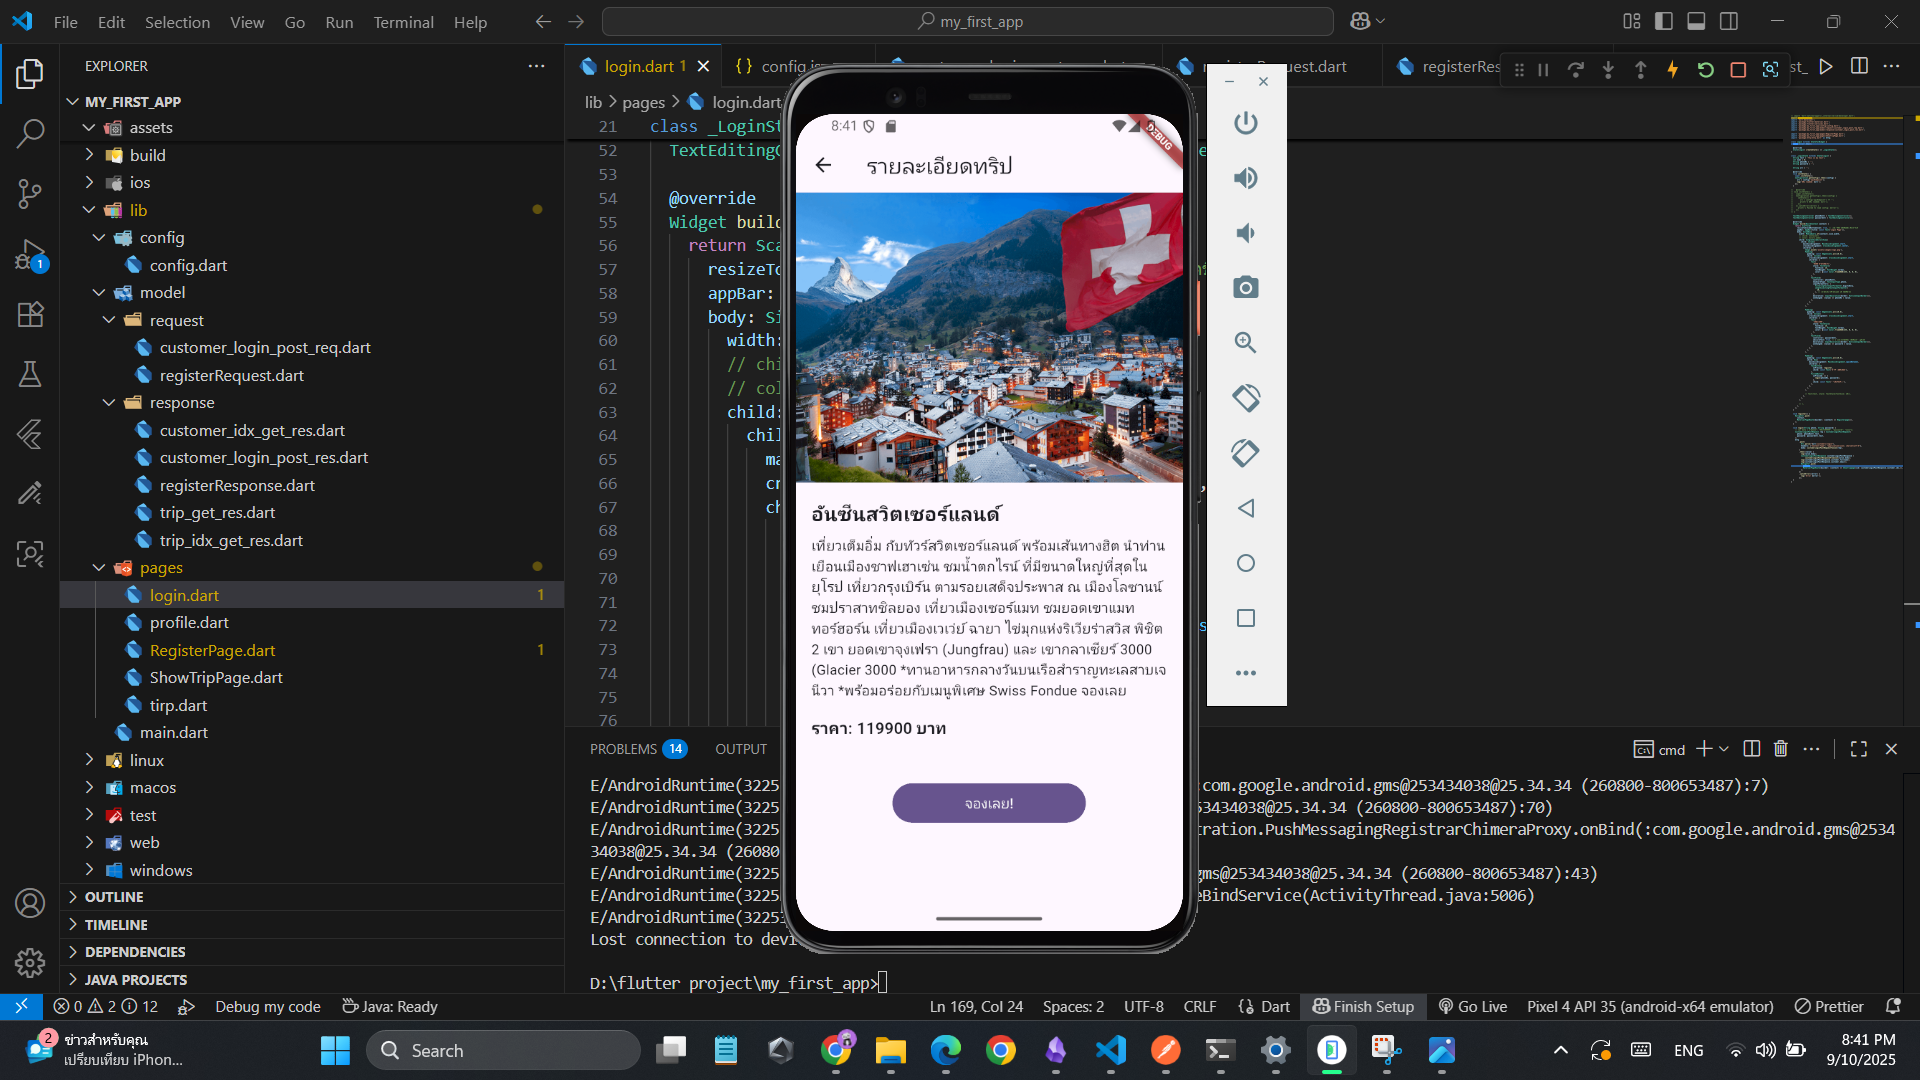 File Edit Selection View Go Run Terminal Help
my_first_app
EXPLORER
MY_FIRST_APP
assets
build
ios
lib
config
config.dart
model
request
customer_login_post_req.dart
registerRequest.dart
response
customer_idx_get_res.dart
customer_login_post_res.dart
registerResponse.dart
trip_get_res.dart
trip_idx_get_res.dart
pages
login.dart 1
profile.dart
RegisterPage.dart 1
ShowTripPage.dart
tirp.dart
main.dart
linux
macos
test
web
windows
OUTLINE
TIMELINE
DEPENDENCIES
JAVA PROJECTS
1
login.dart 1
lib > pages > login.dart
21 class _LoginSt
52 TextEditingC
53
54 @override
55 Widget build
56 return Sca
57 resizeTo
58 appBar:
59 body: Si
60 width:
61 // chi
62 // col
63 child:
64 chil
65 ma
66 cr
67 ch
68
69
70
71
72
73
74
75
76
8:41
DEBUG
รายละเอียดทริป
อันซีนสวิตเซอร์แลนด์
เที่ยวเต็มอิ่ม กับทัวร์สวิตเซอร์แลนด์ พร้อมเส้นทางฮิต นำท่าน
เยือนเมืองชาฟเฮาเซ่น ชมน้ำตกไรน์ ที่มีขนาดใหญ่ที่สุดใน
ยุโรป เที่ยวกรุงเบิร์น ตามรอยเสด็จประพาส ณ เมืองโลซานน์
ชมปราสาทชิลยอง เที่ยวเมืองเซอร์แมท ชมยอดเขาแมท
ทอร์ฮอร์น เที่ยวเมืองเวเว่ย์ ฉายา ไข่มุกแห่งริเวียร่าสวิส พิชิต
2 เขา ยอดเขาจุงเฟรา (Jungfrau) และ เขากลาเซียร์ 3000
(Glacier 3000 *ทานอาหารกลางวันบนเรือสำราญทะเลสาบเจ
นีวา *พร้อมอร่อยกับเมนูพิเศษ Swiss Fondue จองเลย
ราคา: 119900 บาท
จองเลย!
PROBLEMS 14 OUTPUT
cmd
E/AndroidRuntime(3225 :com.google.android.gms@253434038@25.34.34 (260800-800653487):7)
E/AndroidRuntime(3225 53434038@25.34.34 (260800-800653487):70)
E/AndroidRuntime(3225 tration.PushMessagingRegistrarChimeraProxy.onBind(:com.google.android.gms@2534
34038@25.34.34 (26080
E/AndroidRuntime(3225 gms@253434038@25.34.34 (260800-800653487):43)
E/AndroidRuntime(3225 eBindService(ActivityThread.java:5006)
E/AndroidRuntime(3225
Lost connection to devi
D:\flutter project\my_first_app>
0 2 12 Debug my code Java: Ready
Ln 169, Col 24 Spaces: 2 UTF-8 CRLF Dart Finish Setup Go Live Pixel 4 API 35 (android-x64 emulator) Prettier
2
ข่าวสำหรับคุณ
เปรียบเทียบ iPhon...
Search
ENG
8:41 PM
9/10/2025